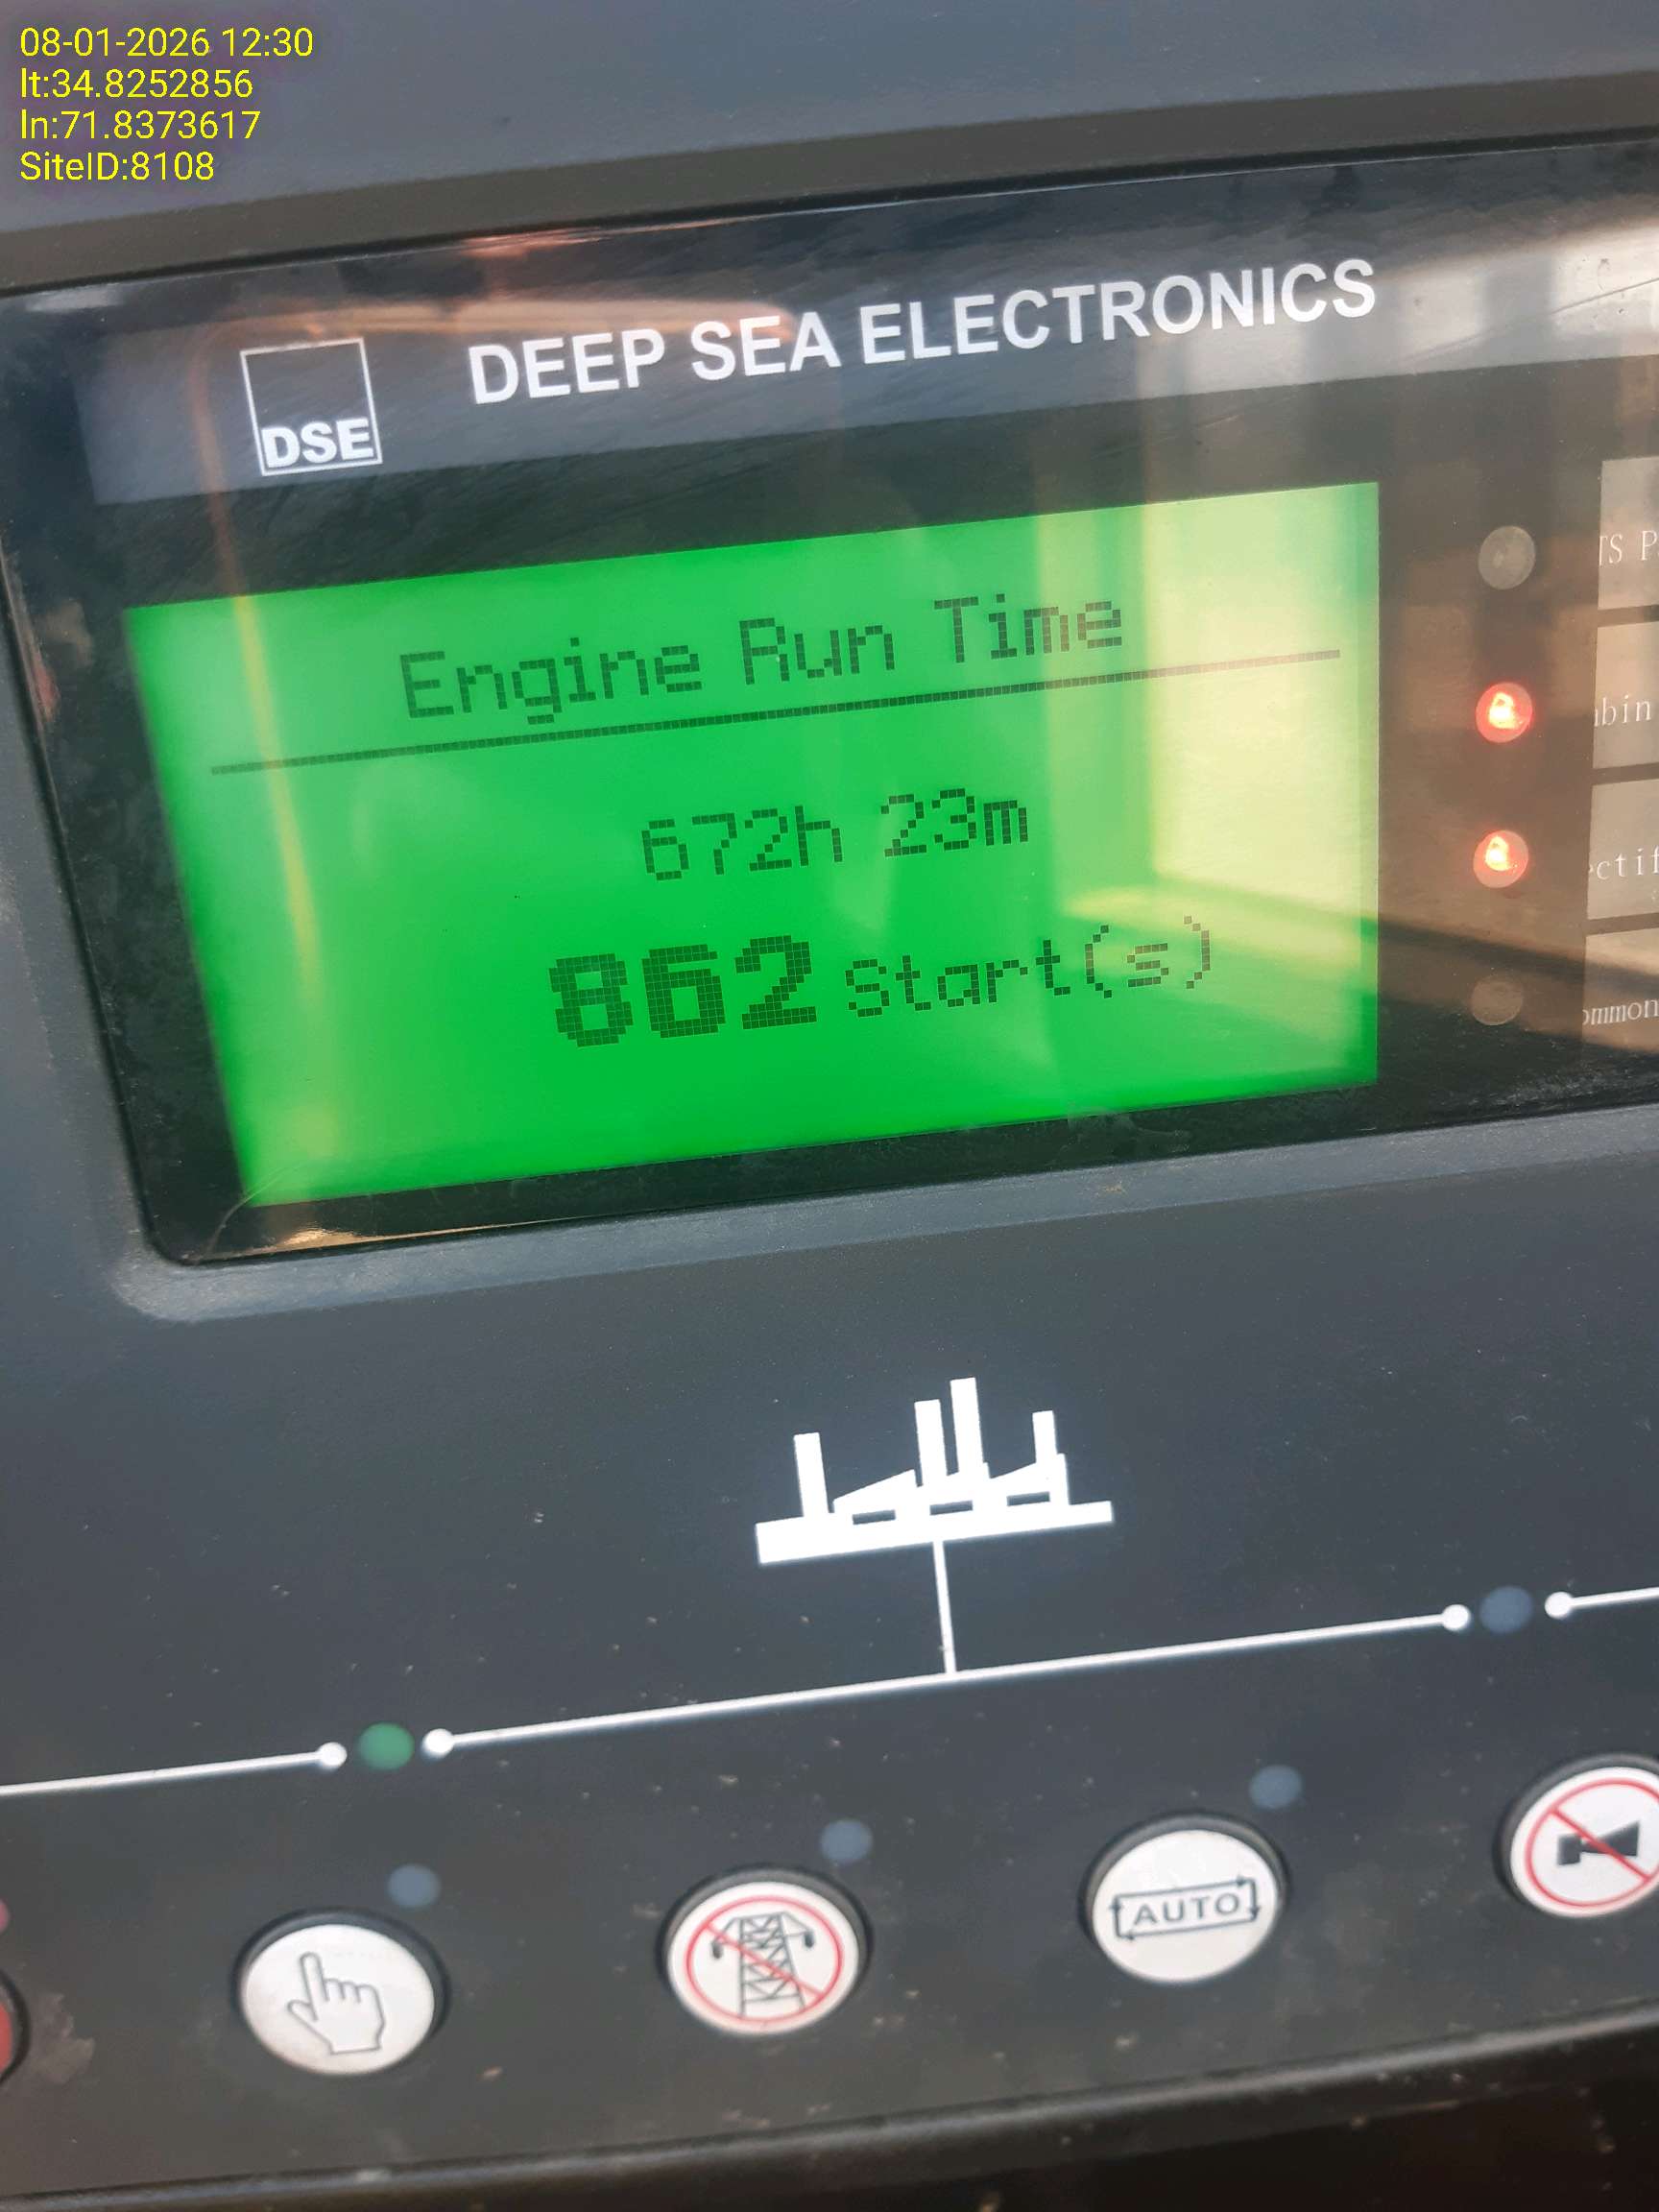 08-01-2026 12:30
lt:34.8252856
ln:71.8373617
SiteID:8108
DSE
DEEP SEA ELECTRONICS
Engine Run Time
672h 23m
862 Start(s)
AUTO